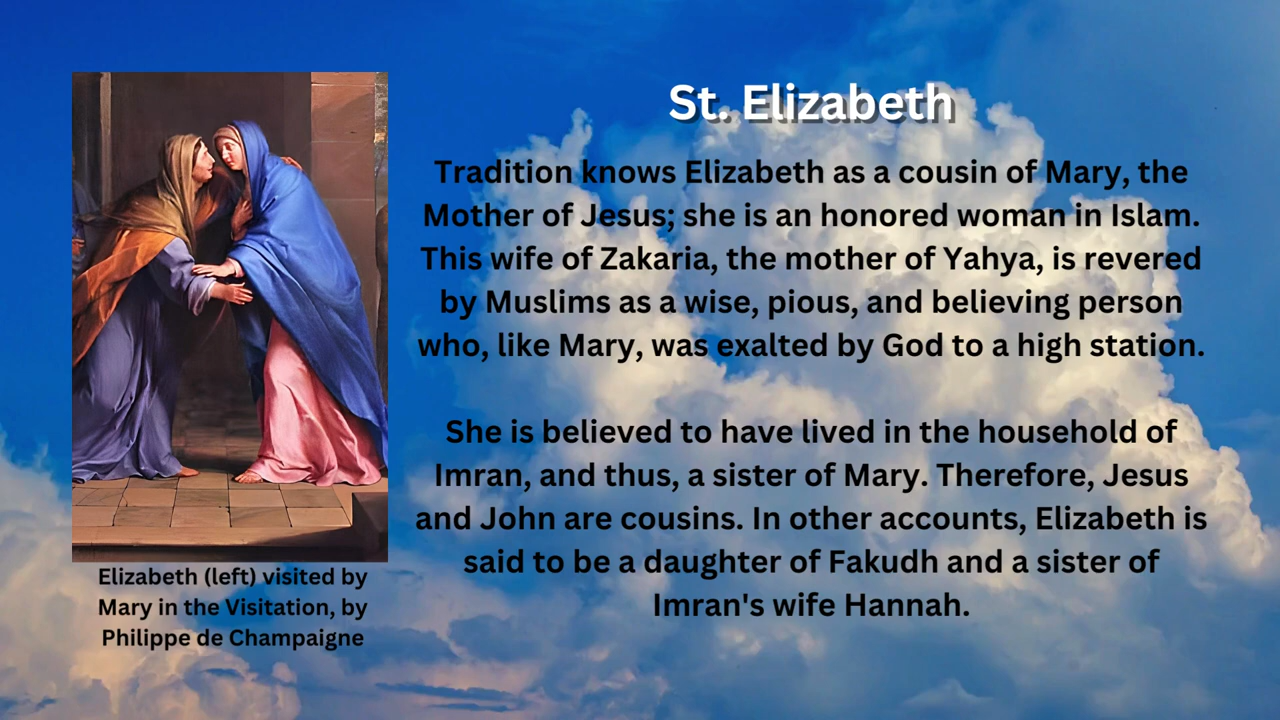 St. Elizabeth
Tradition knows Elizabeth as a cousin of Mary, the
Mother of Jesus; she is an honored woman in Islam.
This wife of Zakaria, the mother of Yahya, is revered
by Muslims as a wise, pious, and believing person
who, like Mary, was exalted by God to a high station.
She is believed to have lived in the household of
Imran, and thus, a sister of Mary. Therefore, Jesus
and John are cousins. In other accounts, Elizabeth is
said to be a daughter of Fakudh and a sister of
Imran's wife Hannah.
Elizabeth (left) visited by
Mary in the Visitation, by
Philippe de Champaigne